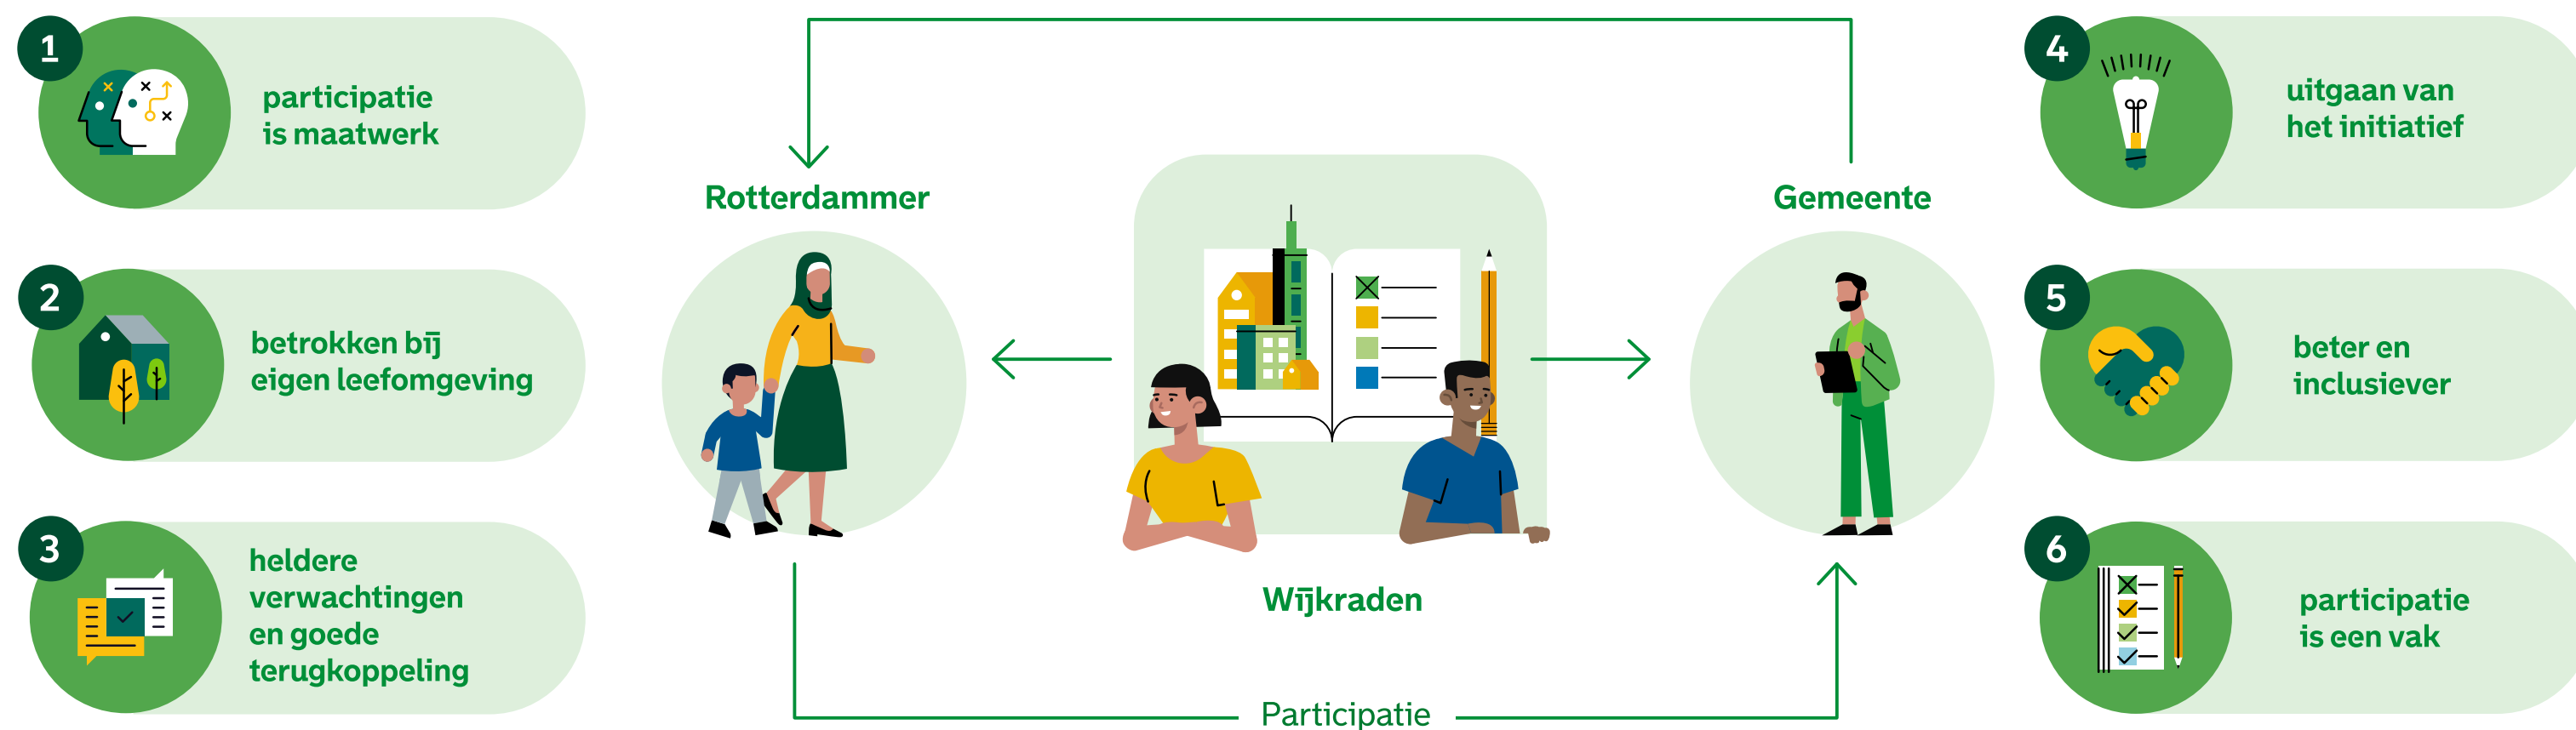 1
participatie
is maatwerk
2
betrokken bij
eigen leefomgeving
3
heldere
verwachtingen
en goede
terugkoppeling
Rotterdammer
Gemeente
Wijkraden
Participatie
4
uitgaan van
het initiatief
5
beter en
inclusiever
6
participatie
is een vak